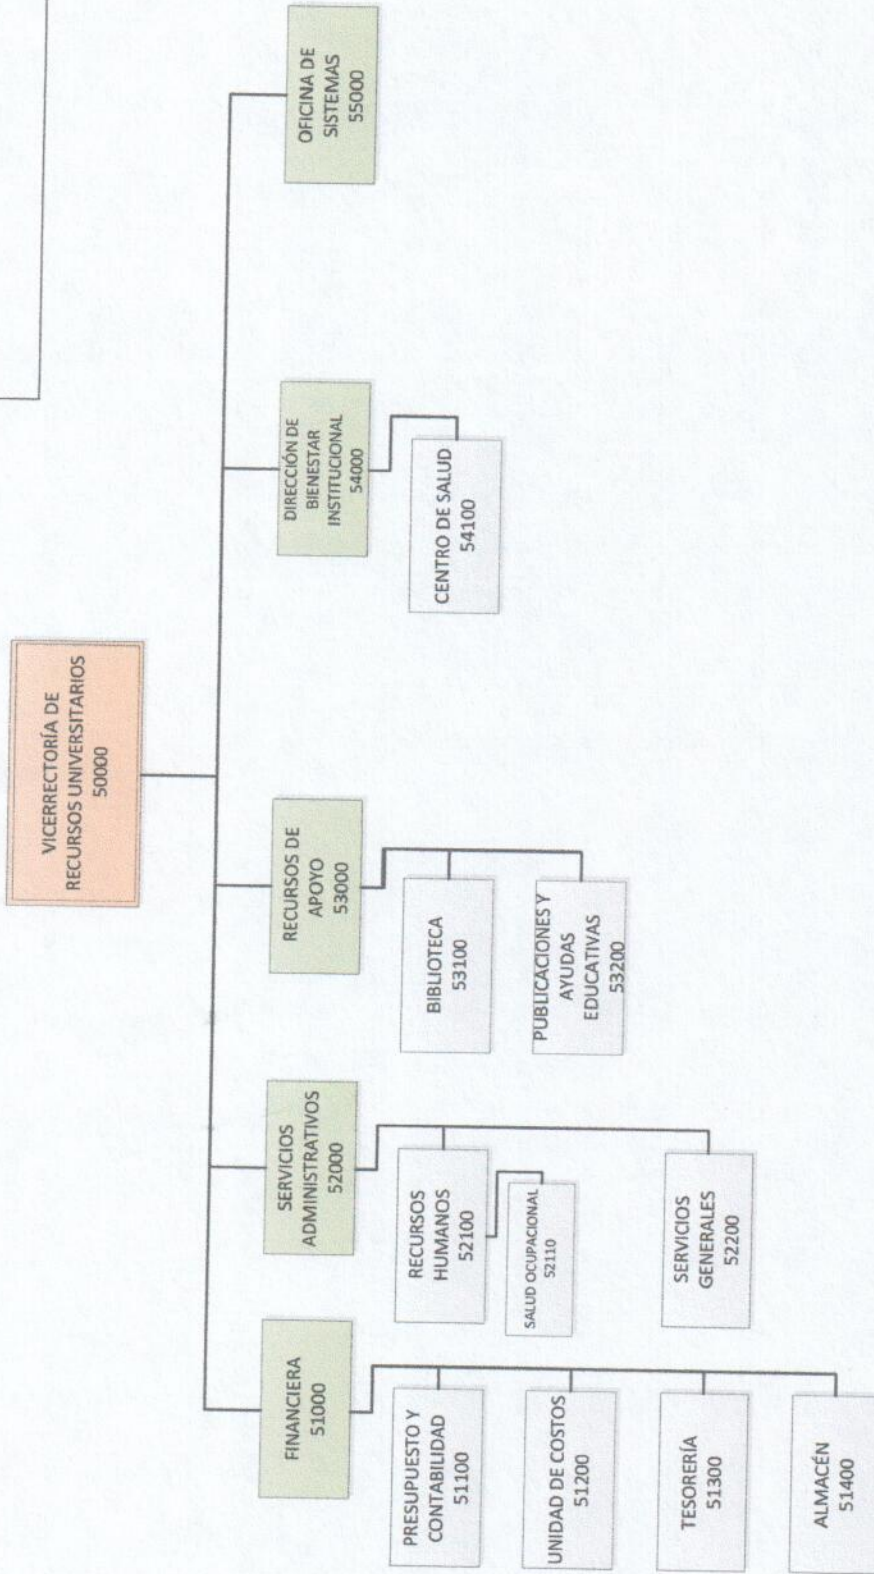 VICERRECTORÍA DE
RECURSOS UNIVERSITARIOS
50000
FINANCIERA
51000
PRESUPUESTO Y
CONTABILIDAD
51100
UNIDAD DE COSTOS
51200
TESORERÍA
51300
ALMACÉN
51400
SERVICIOS
ADMINISTRATIVOS
52000
RECURSOS
HUMANOS
52100
SALUD OCUPACIONAL
52110
SERVICIOS
GENERALES
52200
RECURSOS DE
APOYO
53000
BIBLIOTECA
53100
PUBLICACIONES Y
AYUDAS
EDUCATIVAS
53200
DIRECCIÓN DE
BIENESTAR
INSTITUCIONAL
54000
CENTRO DE SALUD
54100
OFICINA DE
SISTEMAS
55000